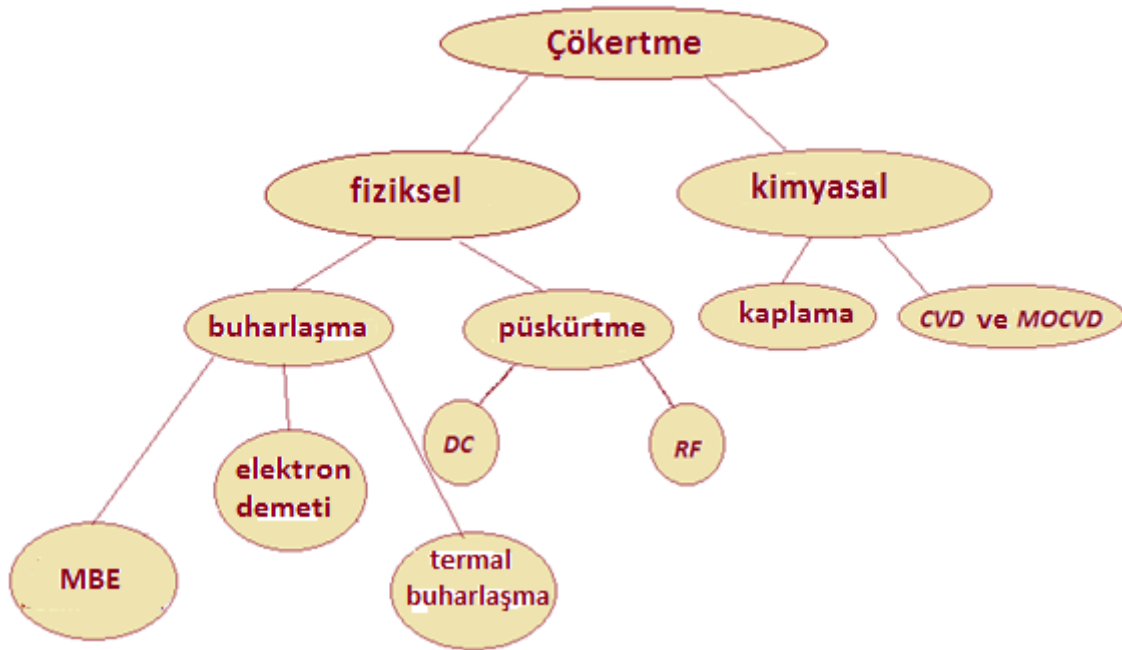 Çökertme
fiziksel
kimyasal
buharlaşma
püskürtme
kaplama
CVD ve MOCVD
DC
RF
elektron
demeti
MBE
termal
buharlaşma